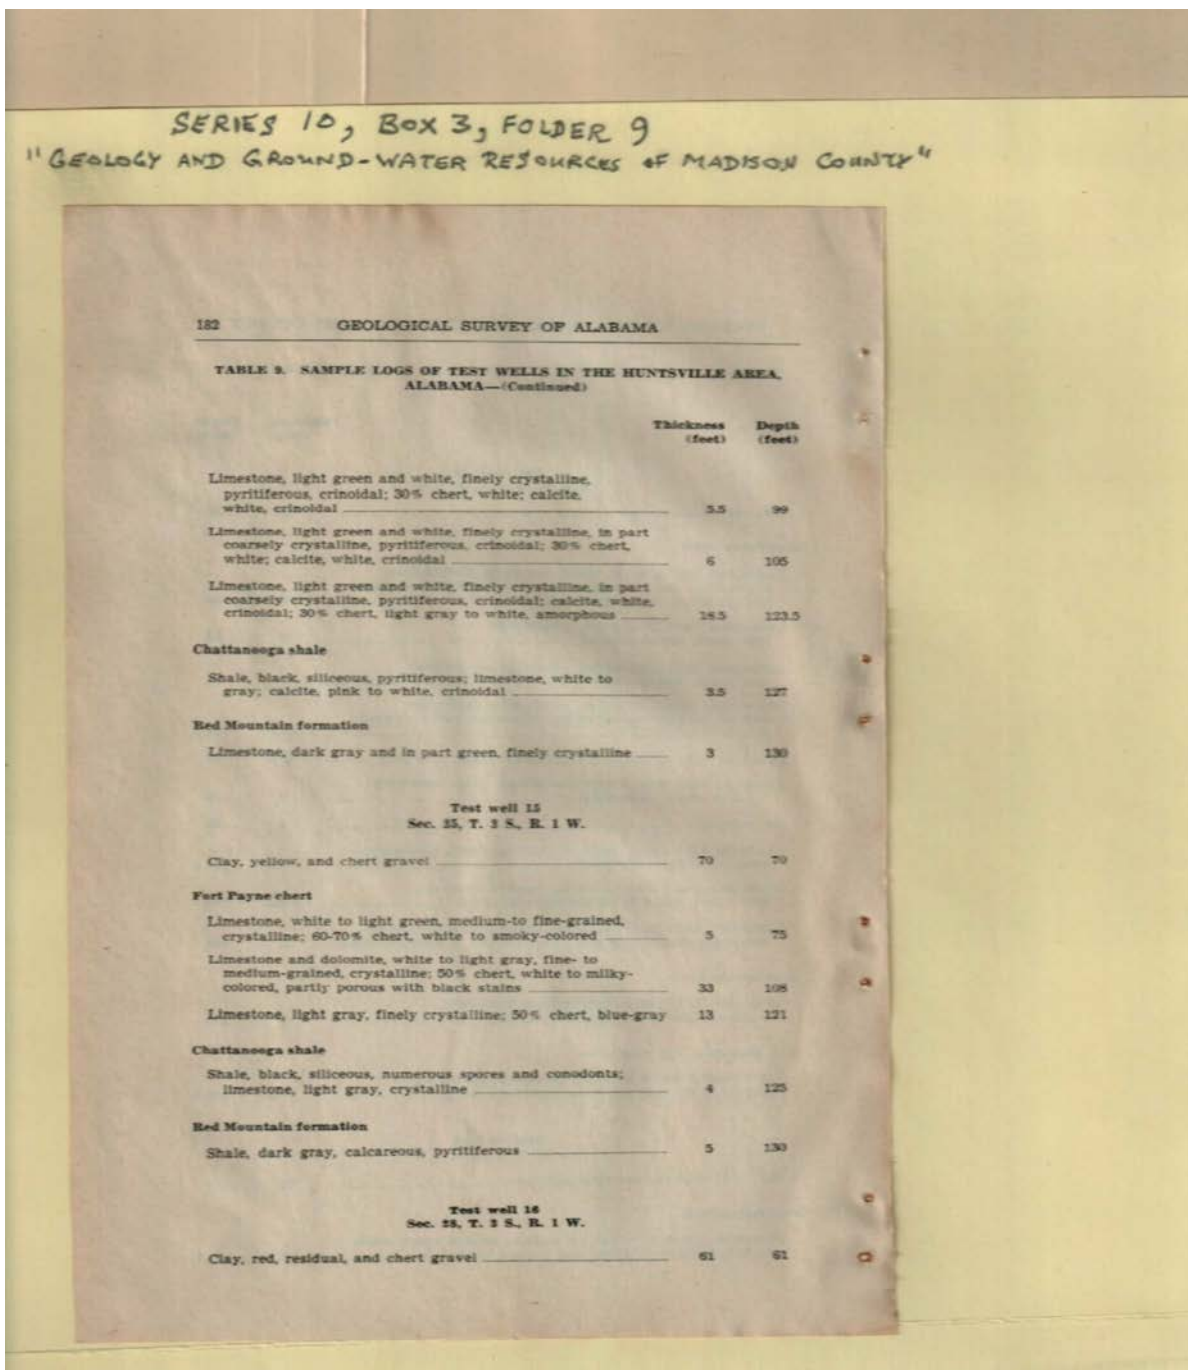 SERIES 10, BOX 3, FOLDER 9
"GEOLOGY AND GROUND-WATER RESOURCES OF MADISON COUNTY"
182 GEOLOGICAL SURVEY OF ALABAMA
TABLE 9. SAMPLE LOGS OF TEST WELLS IN THE HUNTSVILLE AREA,
ALABAMA—(Continued)
Thickness Depth
(feet) (feet)
Limestone, light green and white, finely crystalline,
pyritiferous, crinoidal; 30% chert, white; calcite,
white, crinoidal 5.5 99
Limestone, light green and white, finely crystalline, in part
coarsely crystalline, pyritiferous, crinoidal; 30% chert,
white; calcite, white, crinoidal 6 105
Limestone, light green and white, finely crystalline, in part
coarsely crystalline, pyritiferous, crinoidal; calcite, white,
crinoidal; 30% chert, light gray to white, amorphous 18.5 123.5
Chattanooga shale
Shale, black, siliceous, pyritiferous; limestone, white to
gray; calcite, pink to white, crinoidal 3.5 127
Red Mountain formation
Limestone, dark gray and in part green, finely crystalline 3 130
Test well 15
Sec. T. S., R. 1 W.
Clay, yellow, and chert gravel 70 70
Fort Payne chert
Limestone, white to light green, medium-to fine-grained,
crystalline; 60-70% chert, white to smoky-colored 5 75
Limestone and dolomite, white to light gray, fine- to
medium-grained, crystalline; 50% chert, white to milky-
colored, partly porous with black stains 33 108
Limestone, light gray, finely crystalline; 50% chert, blue-gray 13 121
Chattanooga shale
Shale, black, siliceous, numerous spores and conodonts;
limestone, light gray, crystalline 4 125
Red Mountain formation
Shale, dark gray, calcareous, pyritiferous 5 130
Test well 16
Sec. T. S., R. 1 W.
Clay, red, residual, and chert gravel 61 61